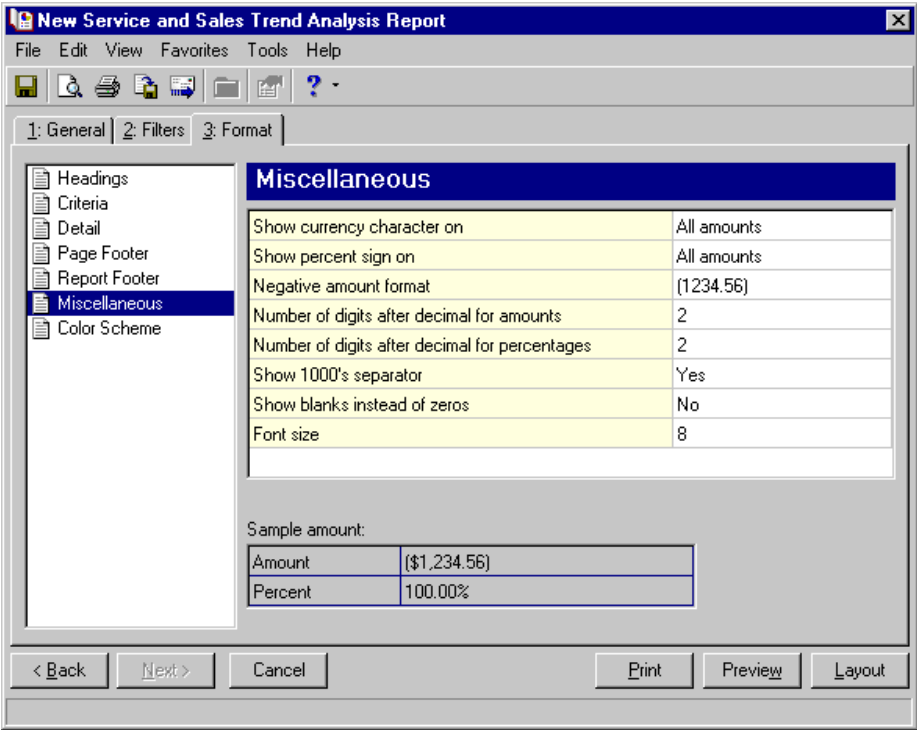 New Service and Sales Trend Analysis Report
File Edit View Favorites Tools Help
?
1: General 2: Filters 3: Format
Headings
Criteria
Detail
Page Footer
Report Footer
Miscellaneous
Color Scheme
Miscellaneous
Show currency character on All amounts
Show percent sign on All amounts
Negative amount format (1234.56)
Number of digits after decimal for amounts 2
Number of digits after decimal for percentages 2
Show 1000's separator Yes
Show blanks instead of zeros No
Font size 8
Sample amount:
Amount ($1,234.56)
Percent 100.00%
< Back Next > Cancel Print Preview Layout